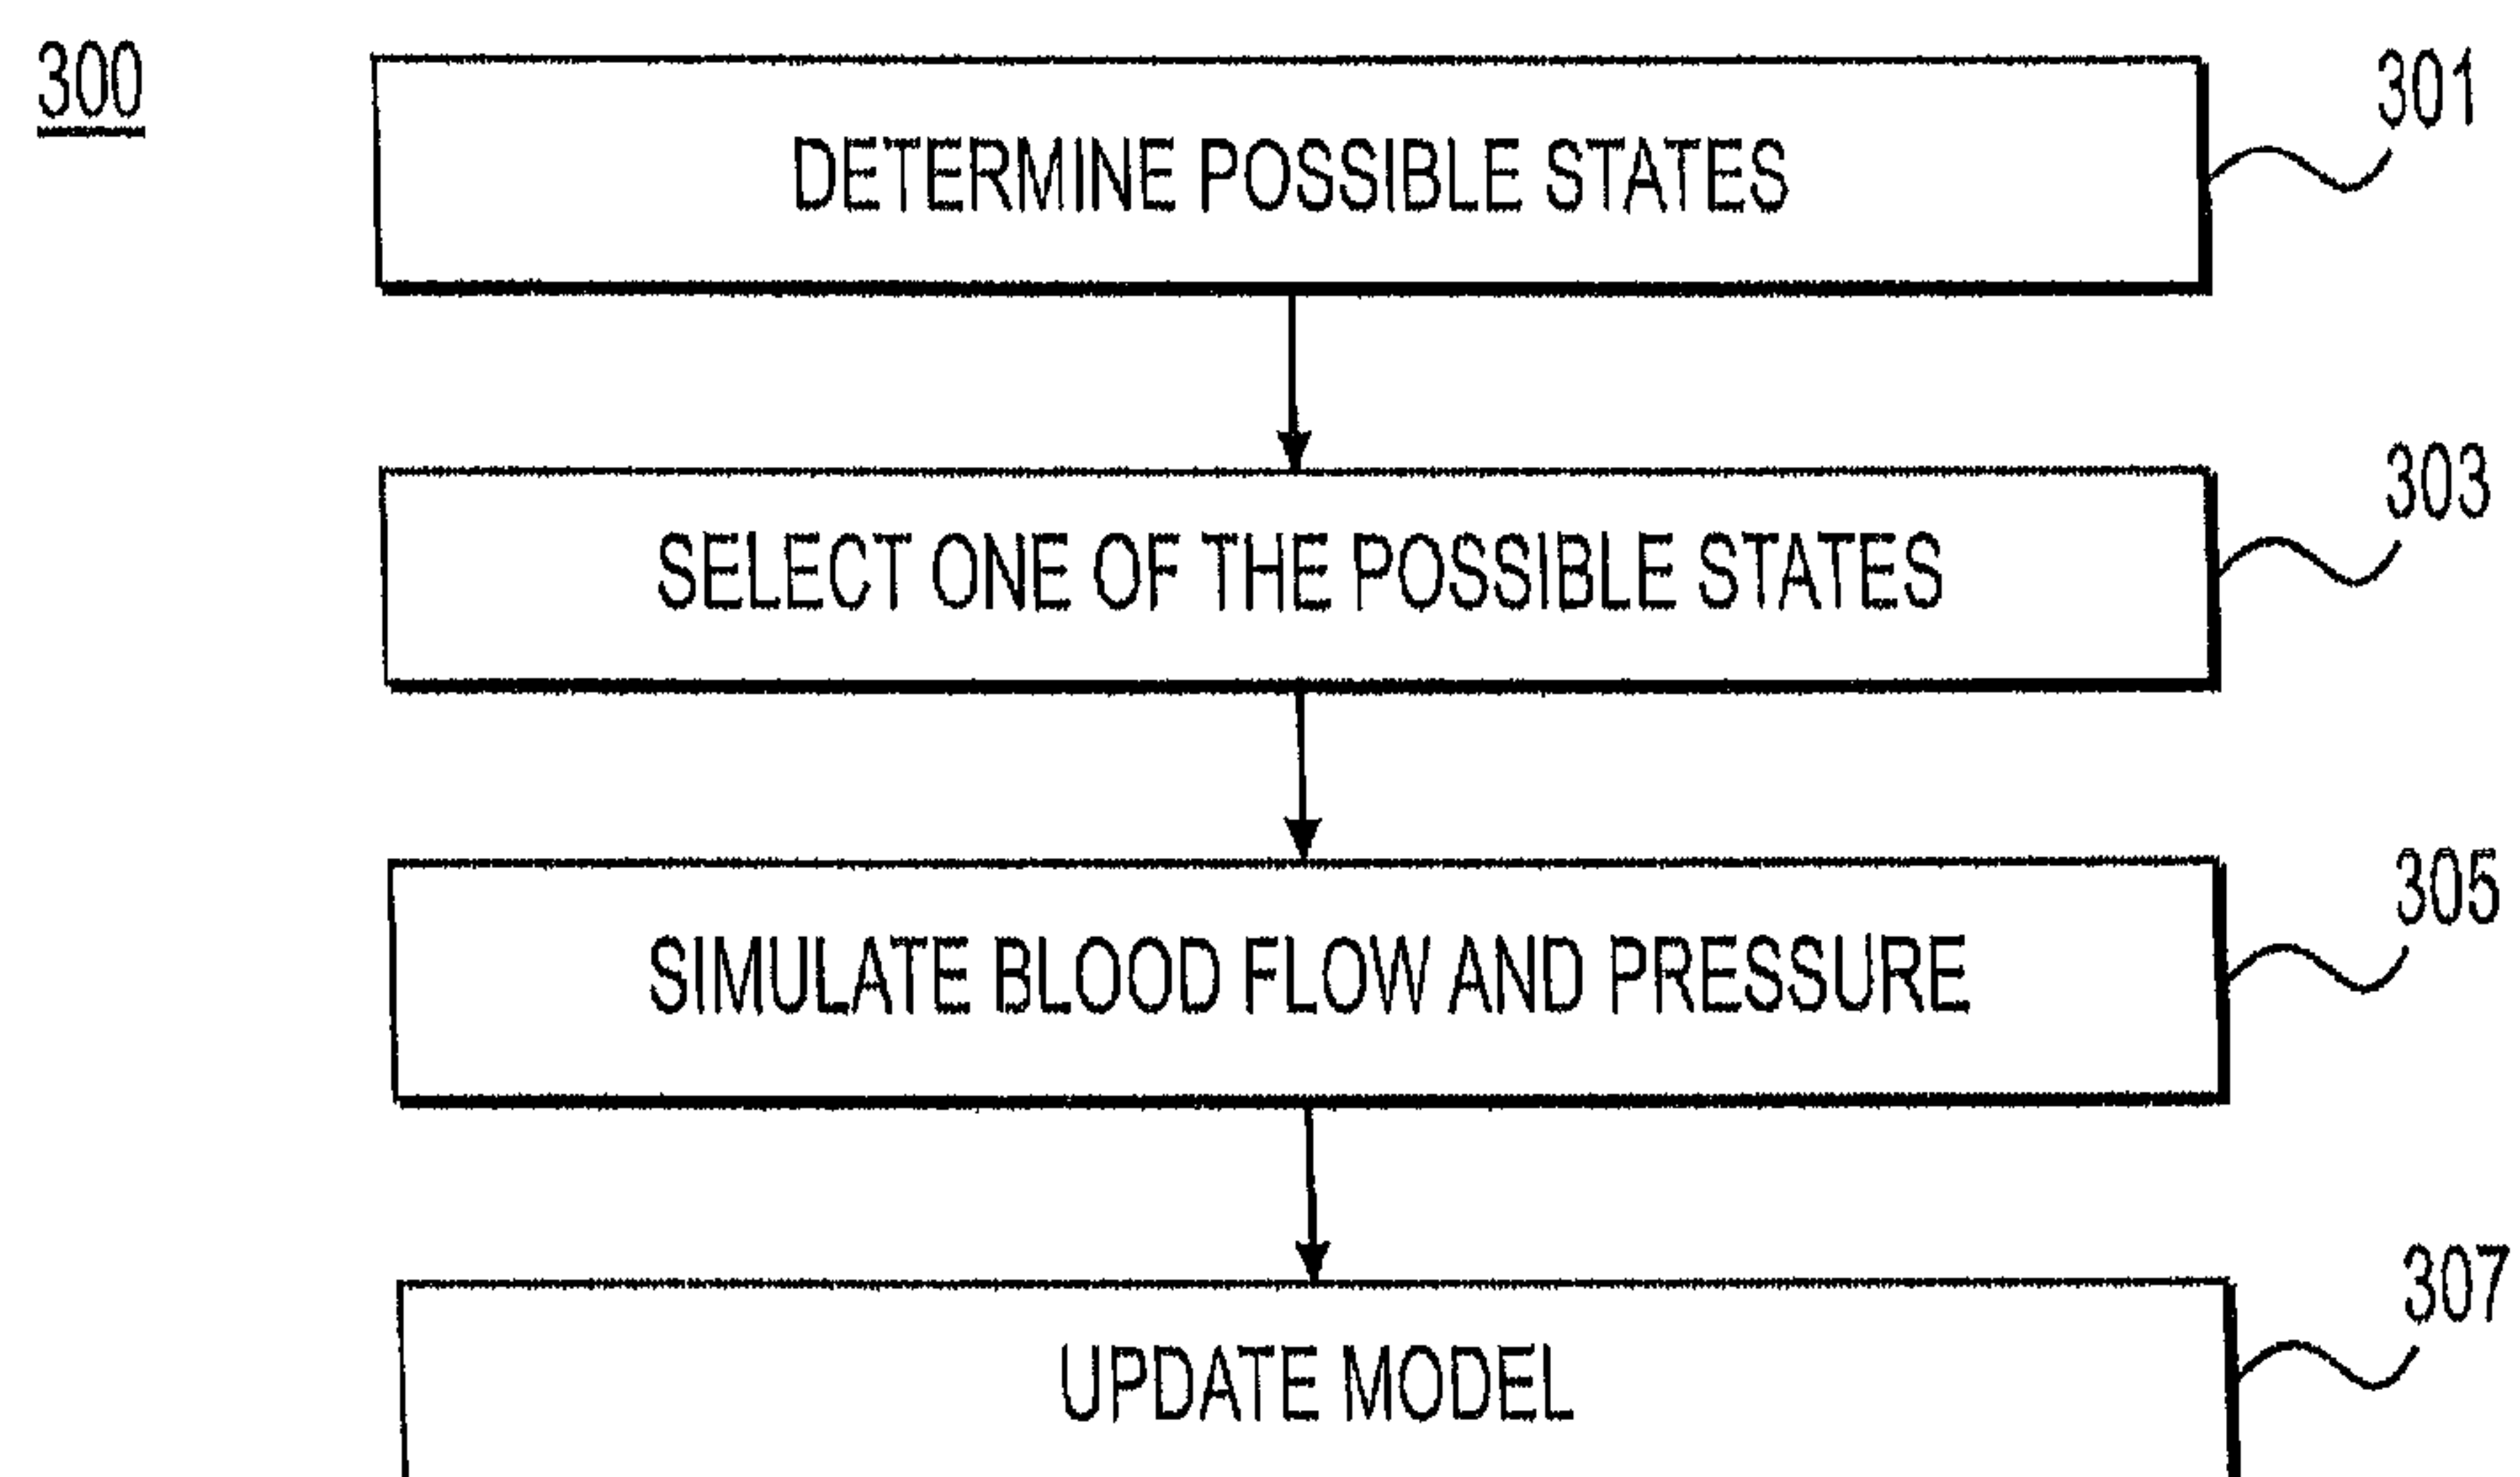 300
301
DETERMINE POSSIBLE STATES
303
SELECT ONE OF THE POSSIBLE STATES
305
SIMULATE BLOOD FLOW AND PRESSURE
307
UPDATE MODEL